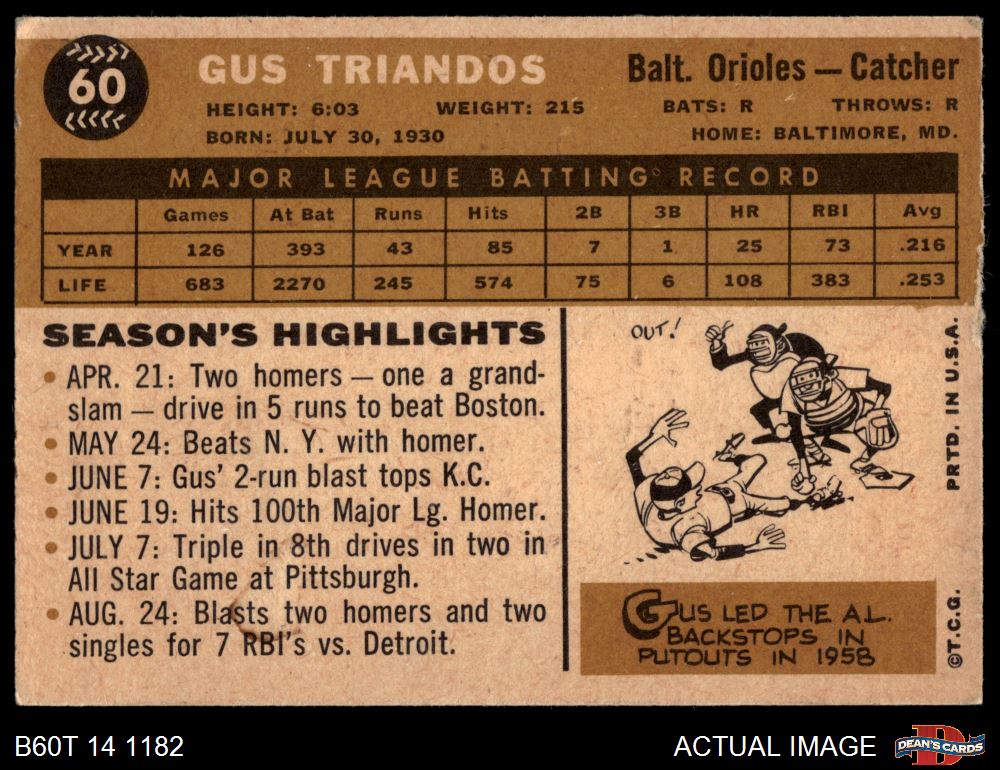 60
GUS TRIANDOS
Balt. Orioles — Catcher
HEIGHT: 6:03 WEIGHT: 215 BATS: R THROWS: R
BORN: JULY 30, 1930 HOME: BALTIMORE, MD.
MAJOR LEAGUE BATTING RECORD
Games At Bat Runs Hits 2B 3B HR RBI Avg
YEAR 126 393 43 85 7 1 25 73 .216
LIFE 683 2270 245 574 75 6 108 383 .253
SEASON'S HIGHLIGHTS
• APR. 21: Two homers — one a grand-
slam — drive in 5 runs to beat Boston.
• MAY 24: Beats N. Y. with homer.
• JUNE 7: Gus' 2-run blast tops K.C.
• JUNE 19: Hits 100th Major Lg. Homer.
• JULY 7: Triple in 8th drives in two in
All Star Game at Pittsburgh.
• AUG. 24: Blasts two homers and two
singles for 7 RBI's vs. Detroit.
OUT!
GUS LED THE A.L.
BACKSTOPS IN
PUTOUTS IN 1958
PRTD. IN U.S.A.
©T.C.G.
B60T 14 1182
ACTUAL IMAGE
D
DEAN'S CARDS